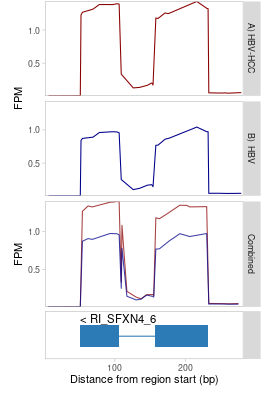 1.0
0.5
A) HBV-HCC
FPM
1.0
0.5
B) HBV
1.0
0.5
Combined
FPM
< RI_SFXN4_6
100
200
Distance from region start (bp)